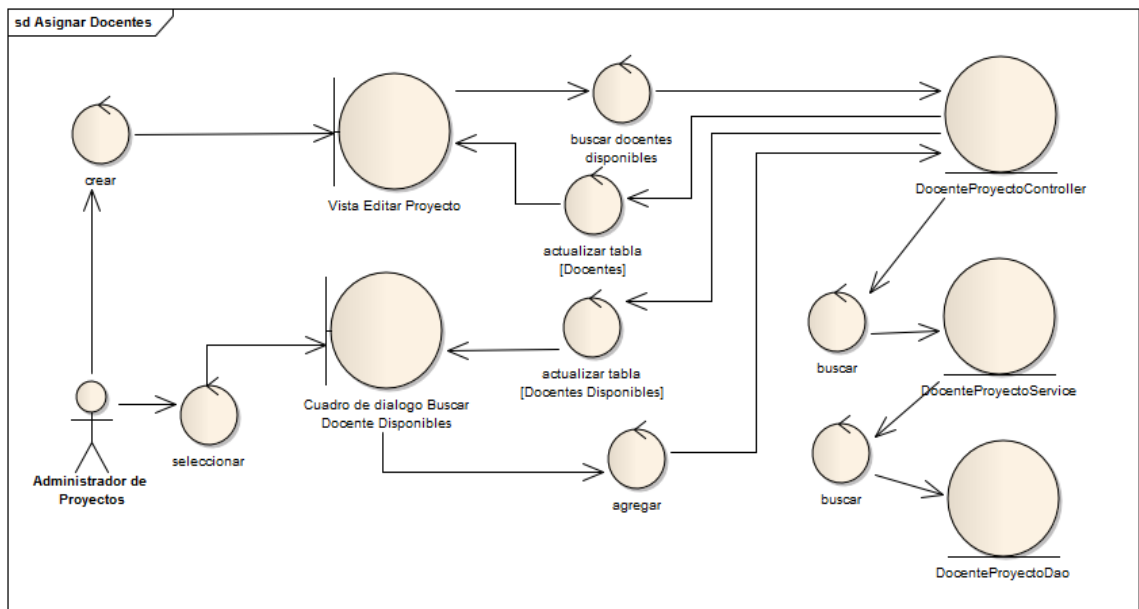 sd Asignar Docentes
crear
Vista Editar Proyecto
buscar docentes
disponibles
DocenteProyectoController
actualizar tabla
[Docentes]
buscar
DocenteProyectoService
actualizar tabla
[Docentes Disponibles]
Cuadro de dialogo Buscar
Docente Disponibles
seleccionar
Administrador de
Proyectos
agregar
buscar
DocenteProyectoDao